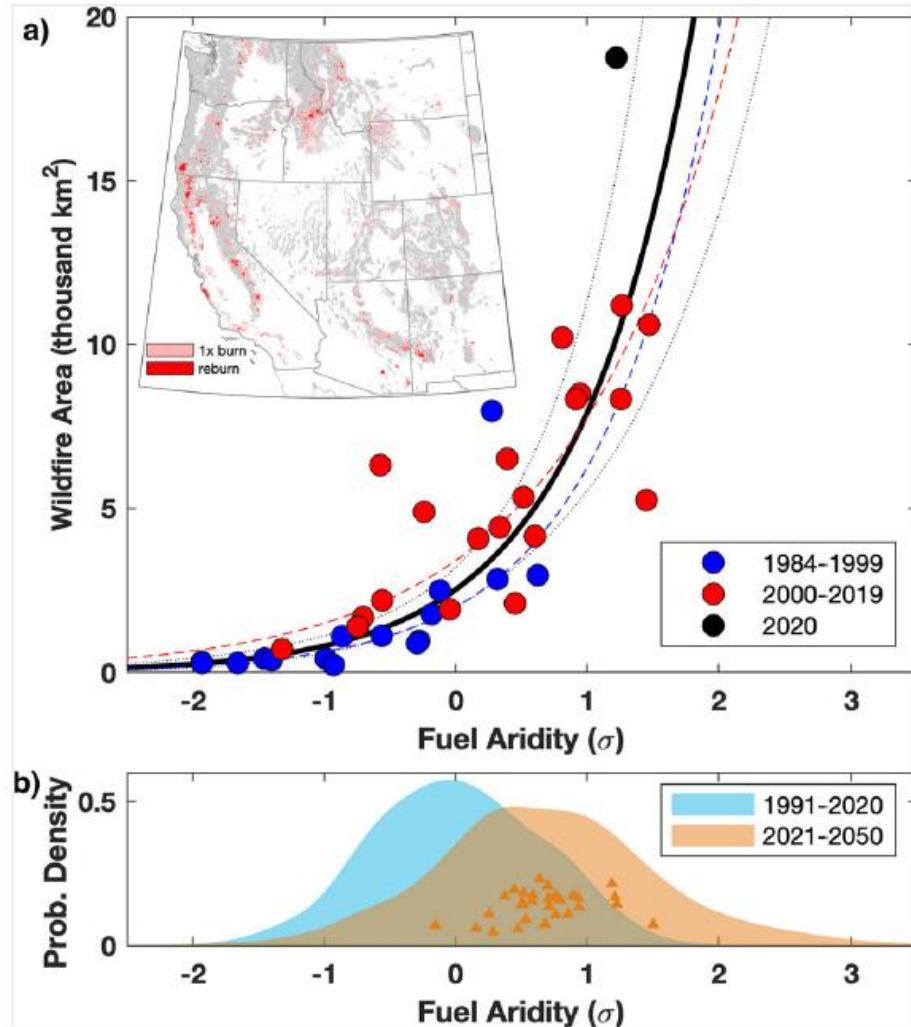 a)
20
15
10
5
0
Wildfire Area (thousand km²)
1x burn
reburn
1984-1999
2000-2019
2020
-2 -1 0 1 2 3
Fuel Aridity (σ)
b)
0.5
0
Prob. Density
1991-2020
2021-2050
-2 -1 0 1 2 3
Fuel Aridity (σ)